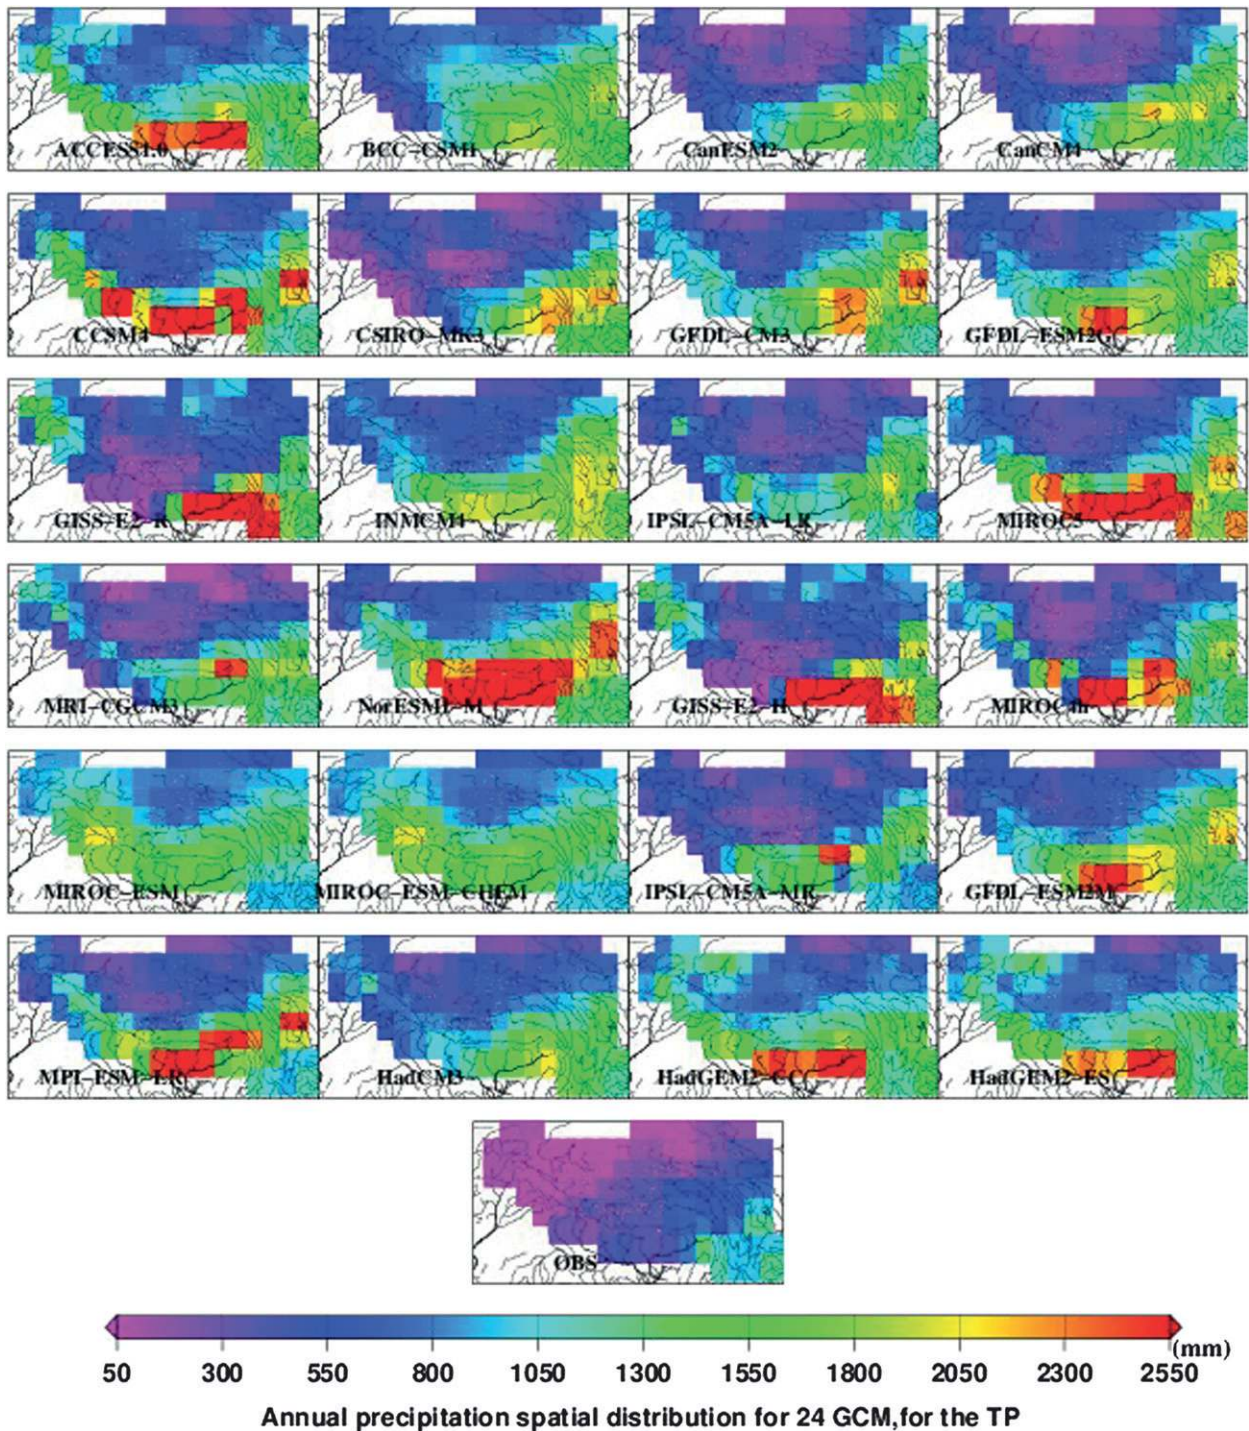 ACCESS1.0 BCC-CSM1 CanESM2 CanCM4
CCSM4 CSIRO-MK3 GFDL-CM3 GFDL-ESM2G
GISS-E2-R INMCM4 IPSL-CM5A-LR MIROC5
MRI-CGCM3 NorESM1-M GISS-E2-H MIROC4h
MIROC-ESM MIROC-ESM-CHEM IPSL-CM5A-MR GFDL-ESM2M
MPI-ESM-LR HadCM3 HadGEM2-CC HadGEM2-ES
OBS
50 300 550 800 1050 1300 1550 1800 2050 2300 2550 (mm)
Annual precipitation spatial distribution for 24 GCM,for the TP